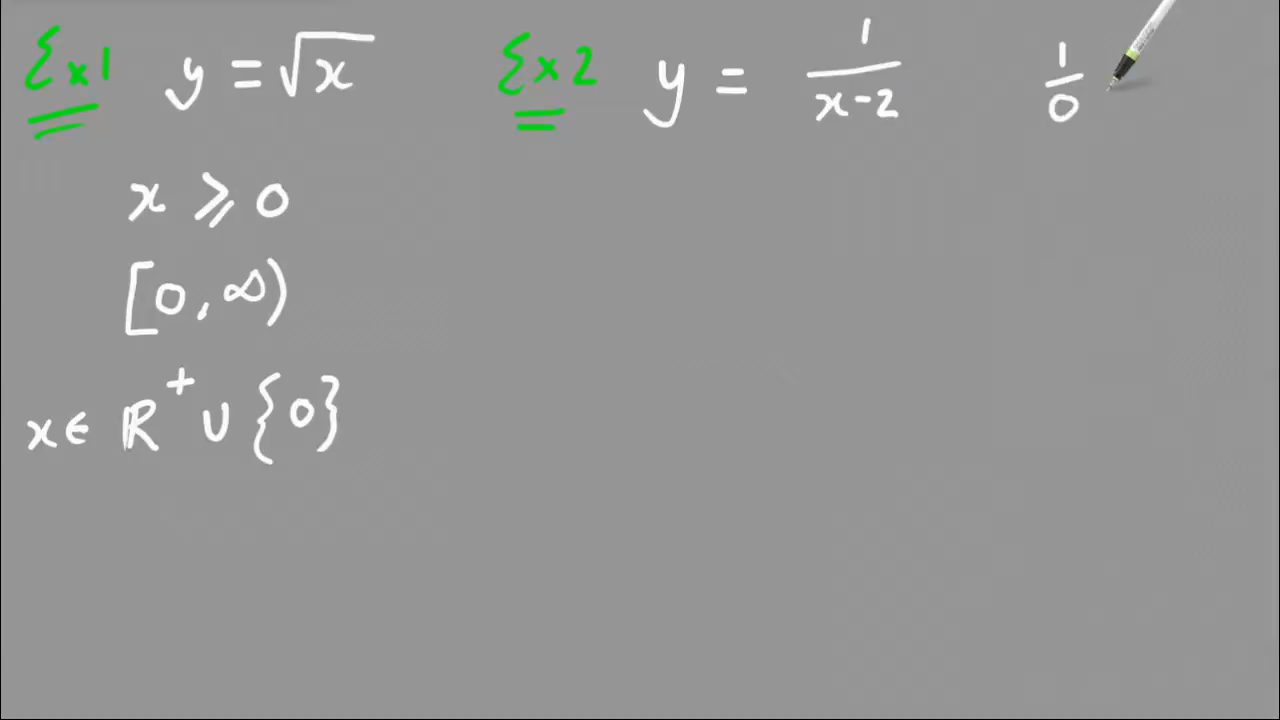 Ex1 y = √x
x ⩾ 0
[0, ∞)
x ∈ ℝ⁺ ∪ {0}
Ex2 y = 1/(x-2)
1/0